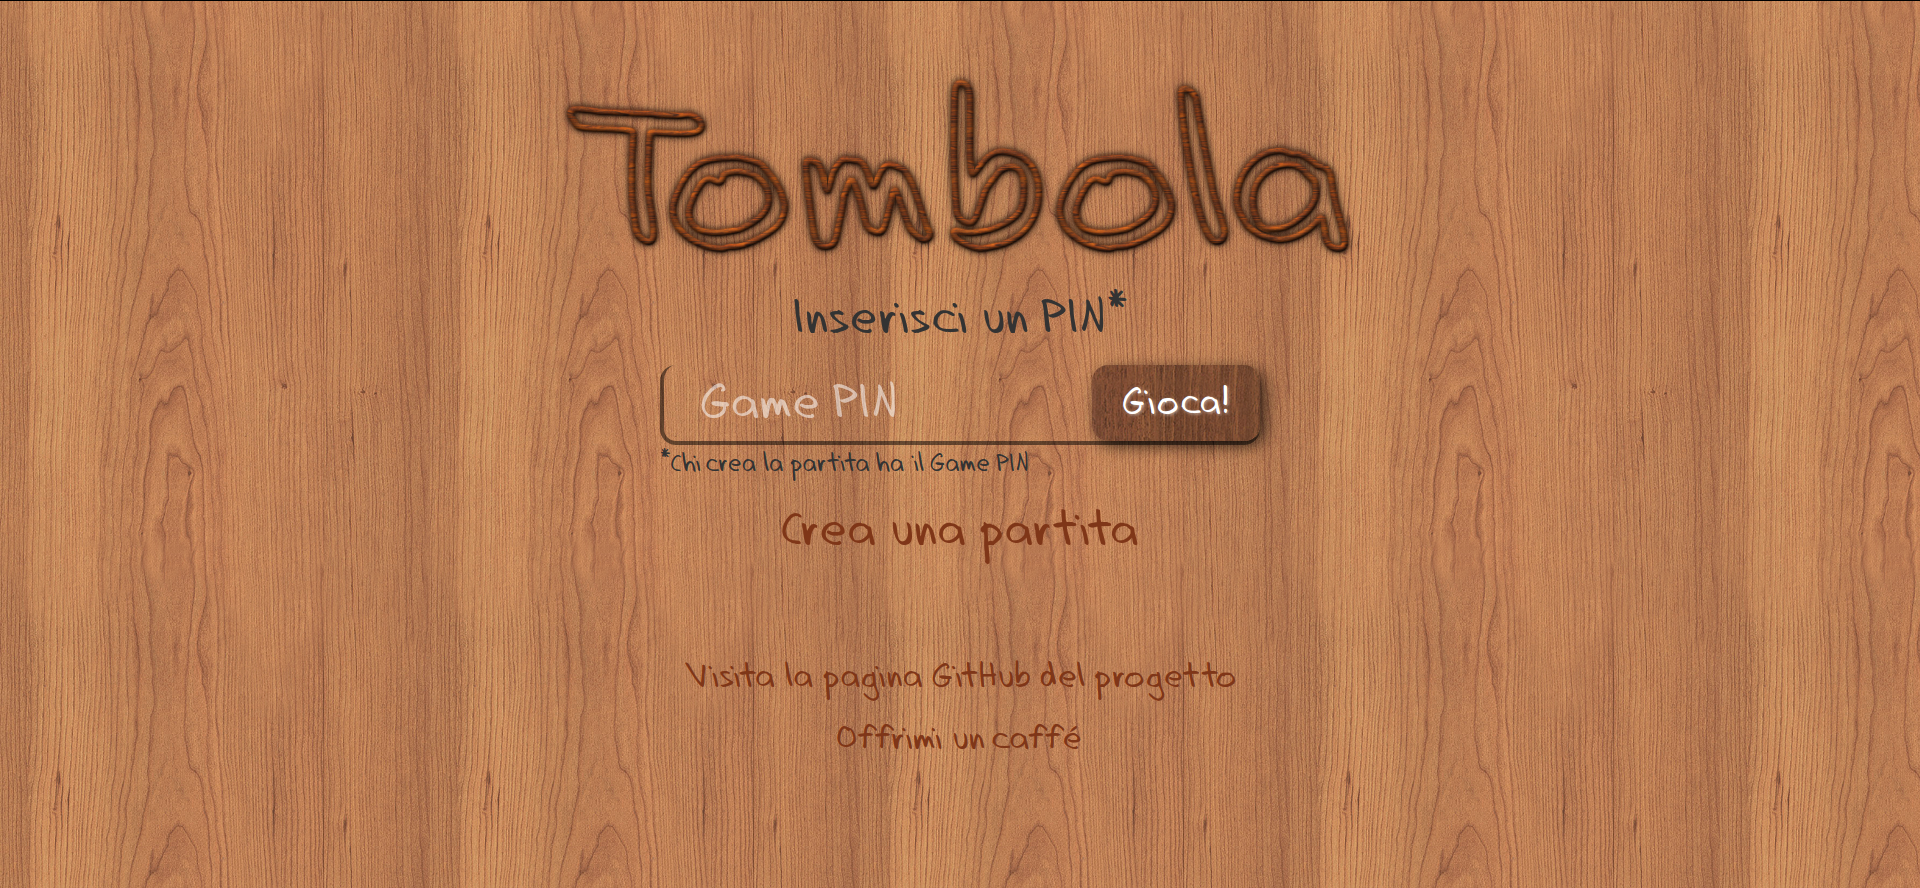 Tombola
Inserisci un PIN*
Game PIN
Gioca!
*Chi crea la partita ha il Game PIN
Crea una partita
Visita la pagina GitHub del progetto
Offrimi un caffé